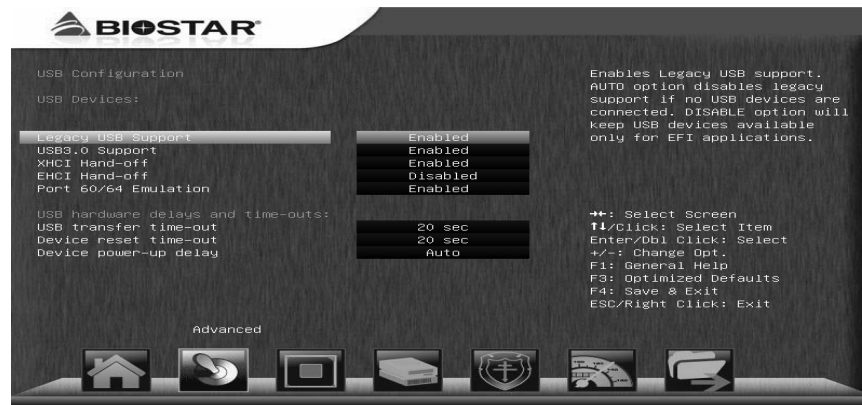 BIOSTAR®
USB Configuration
USB Devices:
Legacy USB Support Enabled
USB3.0 Support Enabled
XHCI Hand-off Enabled
EHCI Hand-off Disabled
Port 60/64 Emulation Enabled
USB hardware delays and time-outs:
USB transfer time-out 20 sec
Device reset time-out 20 sec
Device power-up delay Auto
Enables Legacy USB support.
AUTO option disables legacy
support if no USB devices are
connected. DISABLE option will
keep USB devices available
only for EFI applications.
→←: Select Screen
↑↓/Click: Select Item
Enter/Dbl Click: Select
+/-: Change Opt.
F1: General Help
F3: Optimized Defaults
F4: Save & Exit
ESC/Right Click: Exit
Advanced